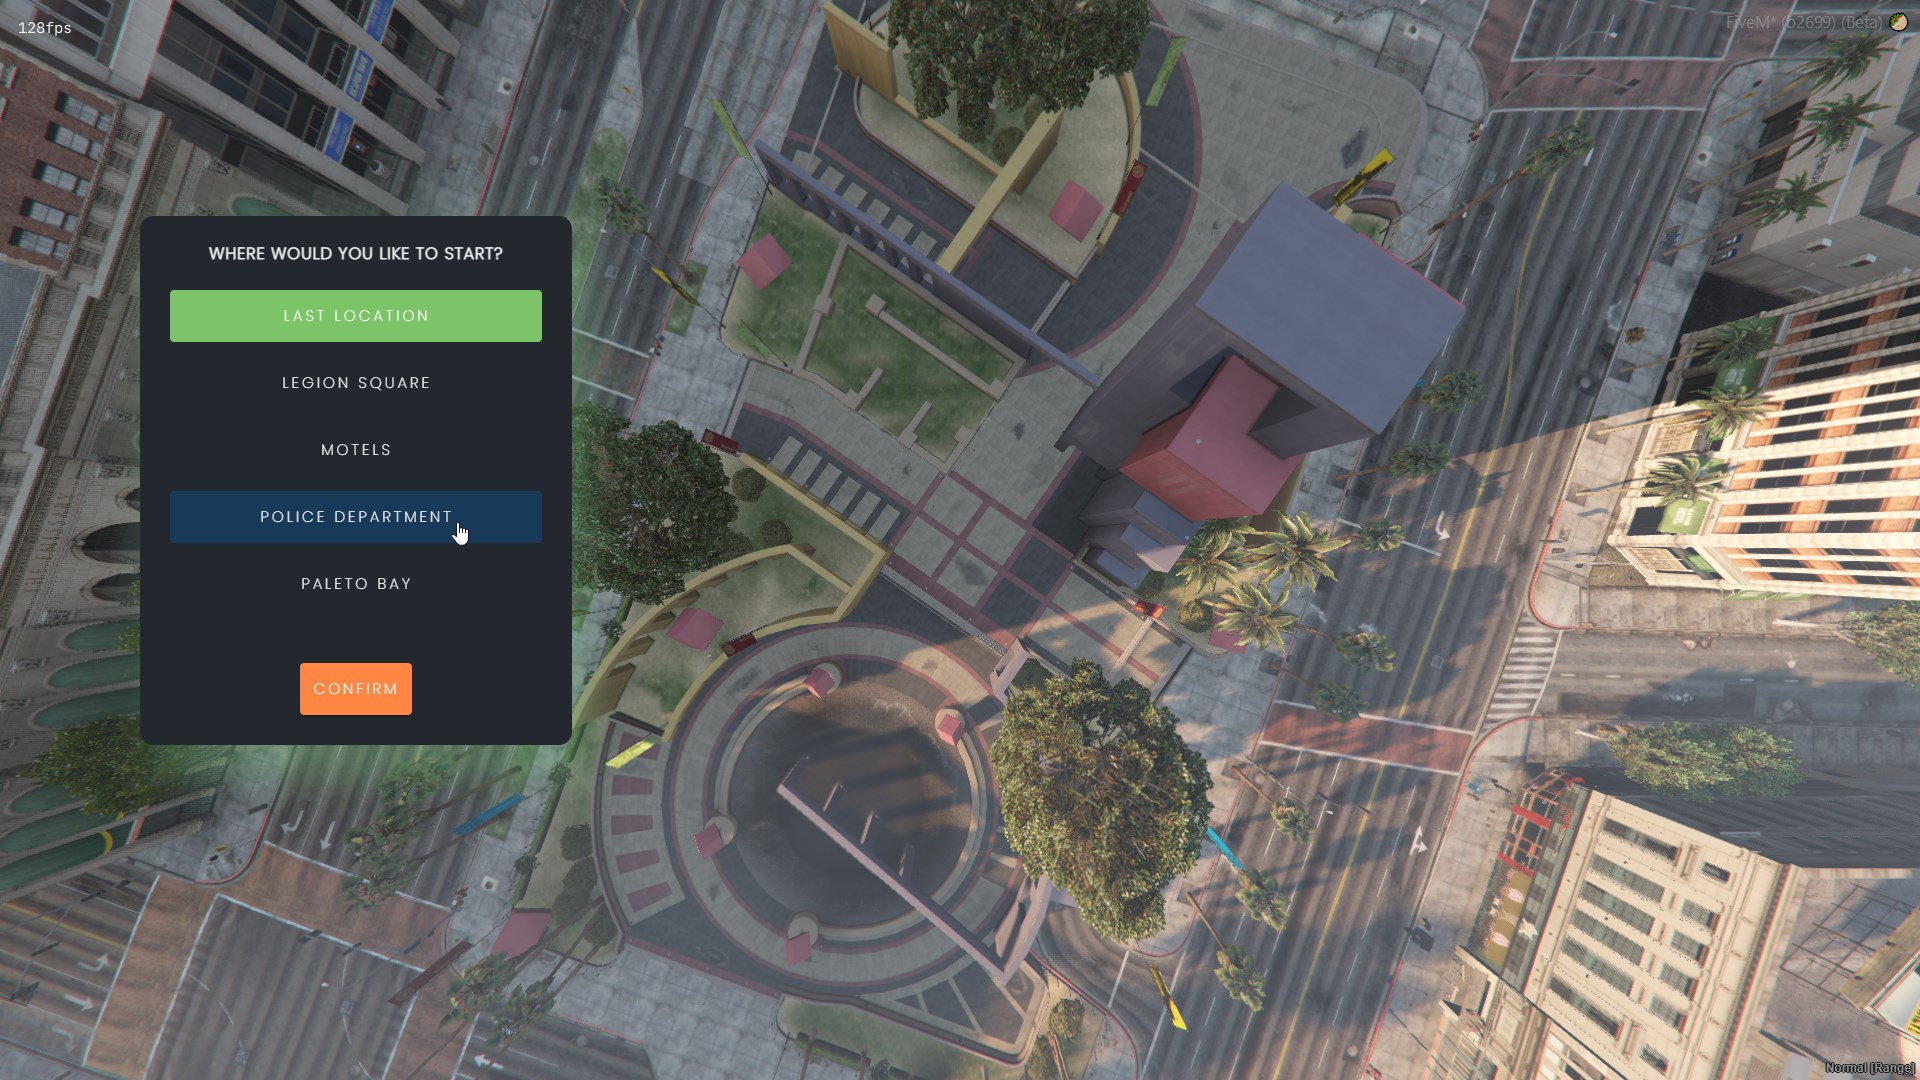 128fps
FiveM* (b2699) (Beta)
WHERE WOULD YOU LIKE TO START?
LAST LOCATION
LEGION SQUARE
MOTELS
POLICE DEPARTMENT
PALETO BAY
CONFIRM
Normal [Range]